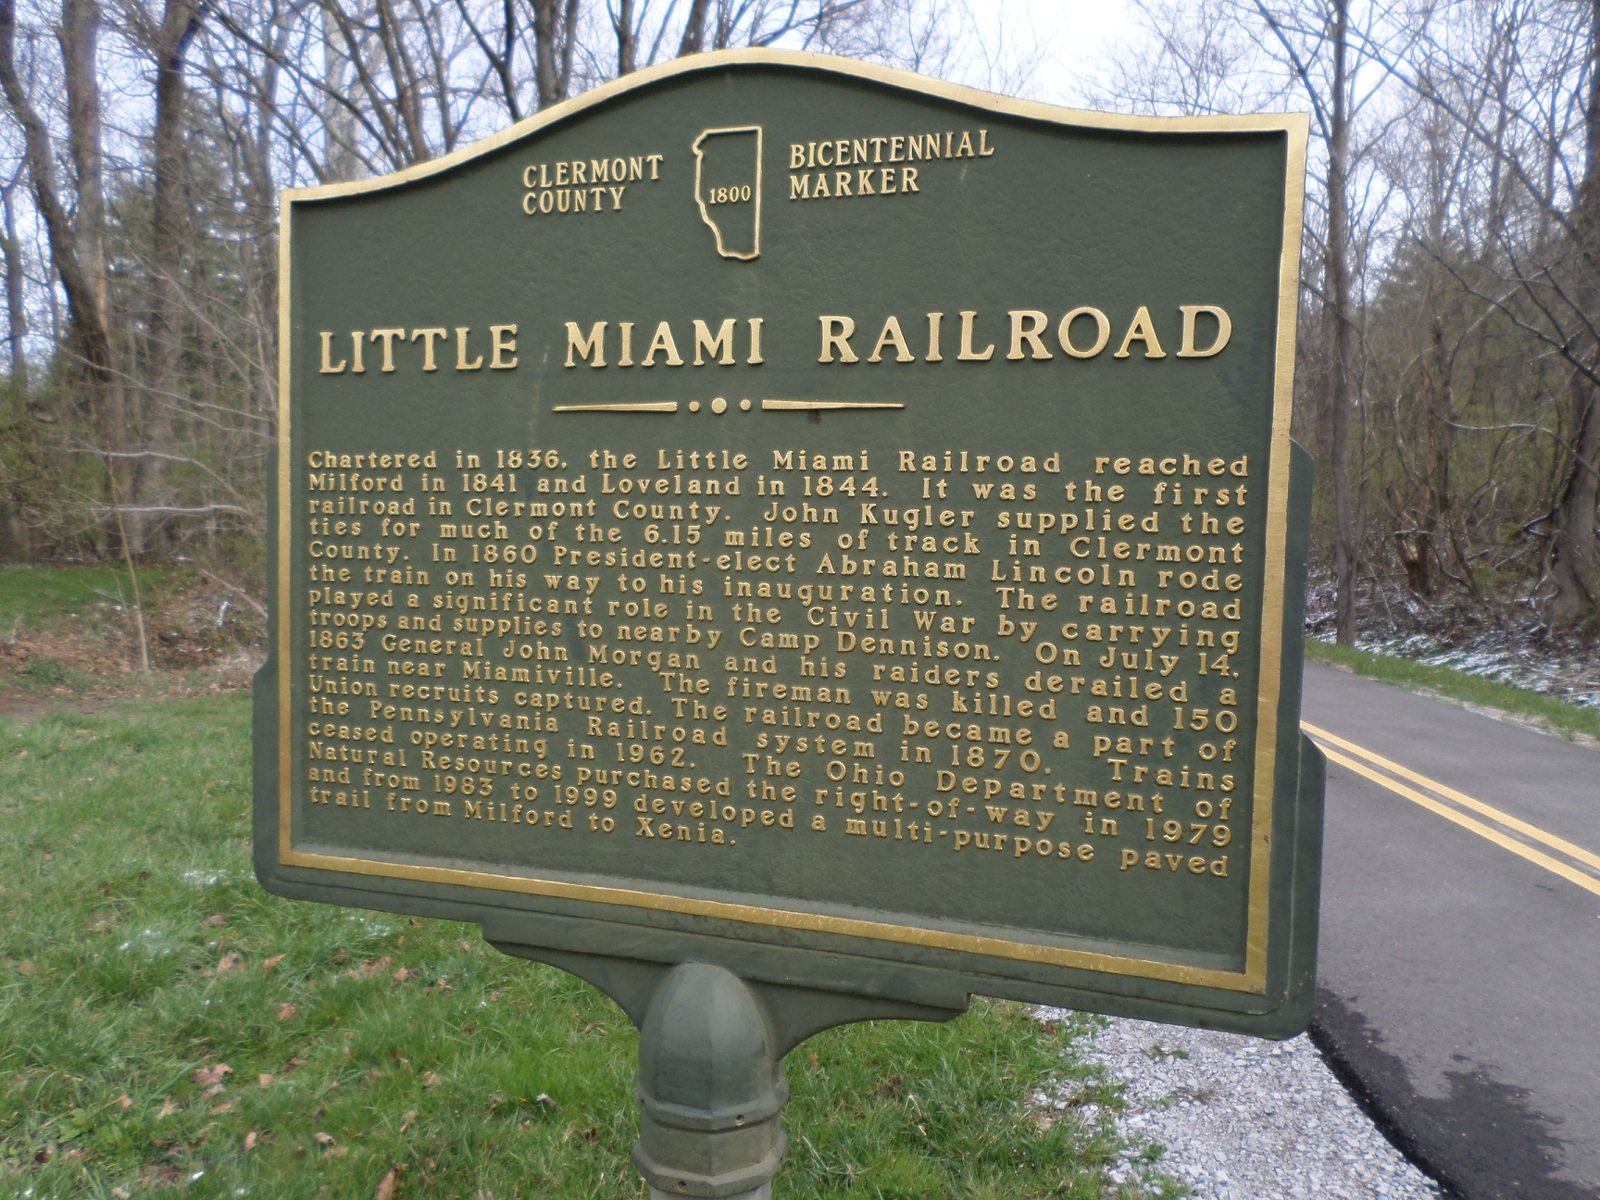 CLERMONT
COUNTY
1800
BICENTENNIAL
MARKER
LITTLE MIAMI RAILROAD
Chartered in 1836, the Little Miami Railroad reached
Milford in 1841 and Loveland in 1844. It was the first
railroad in Clermont County. John Kugler supplied the
ties for much of the 6.15 miles of track in Clermont
County. In 1860 President-elect Abraham Lincoln rode
the train on his way to his inauguration. The railroad
played a significant role in the Civil War by carrying
troops and supplies to nearby Camp Dennison. On July 14,
1863 General John Morgan and his raiders derailed a
train near Miamiville. The fireman was killed and 150
Union recruits captured. The railroad became a part of
the Pennsylvania Railroad system in 1870. Trains
ceased operating in 1962. The Ohio Department of
Natural Resources purchased the right-of-way in 1979
and from 1983 to 1999 developed a multi-purpose paved
trail from Milford to Xenia.